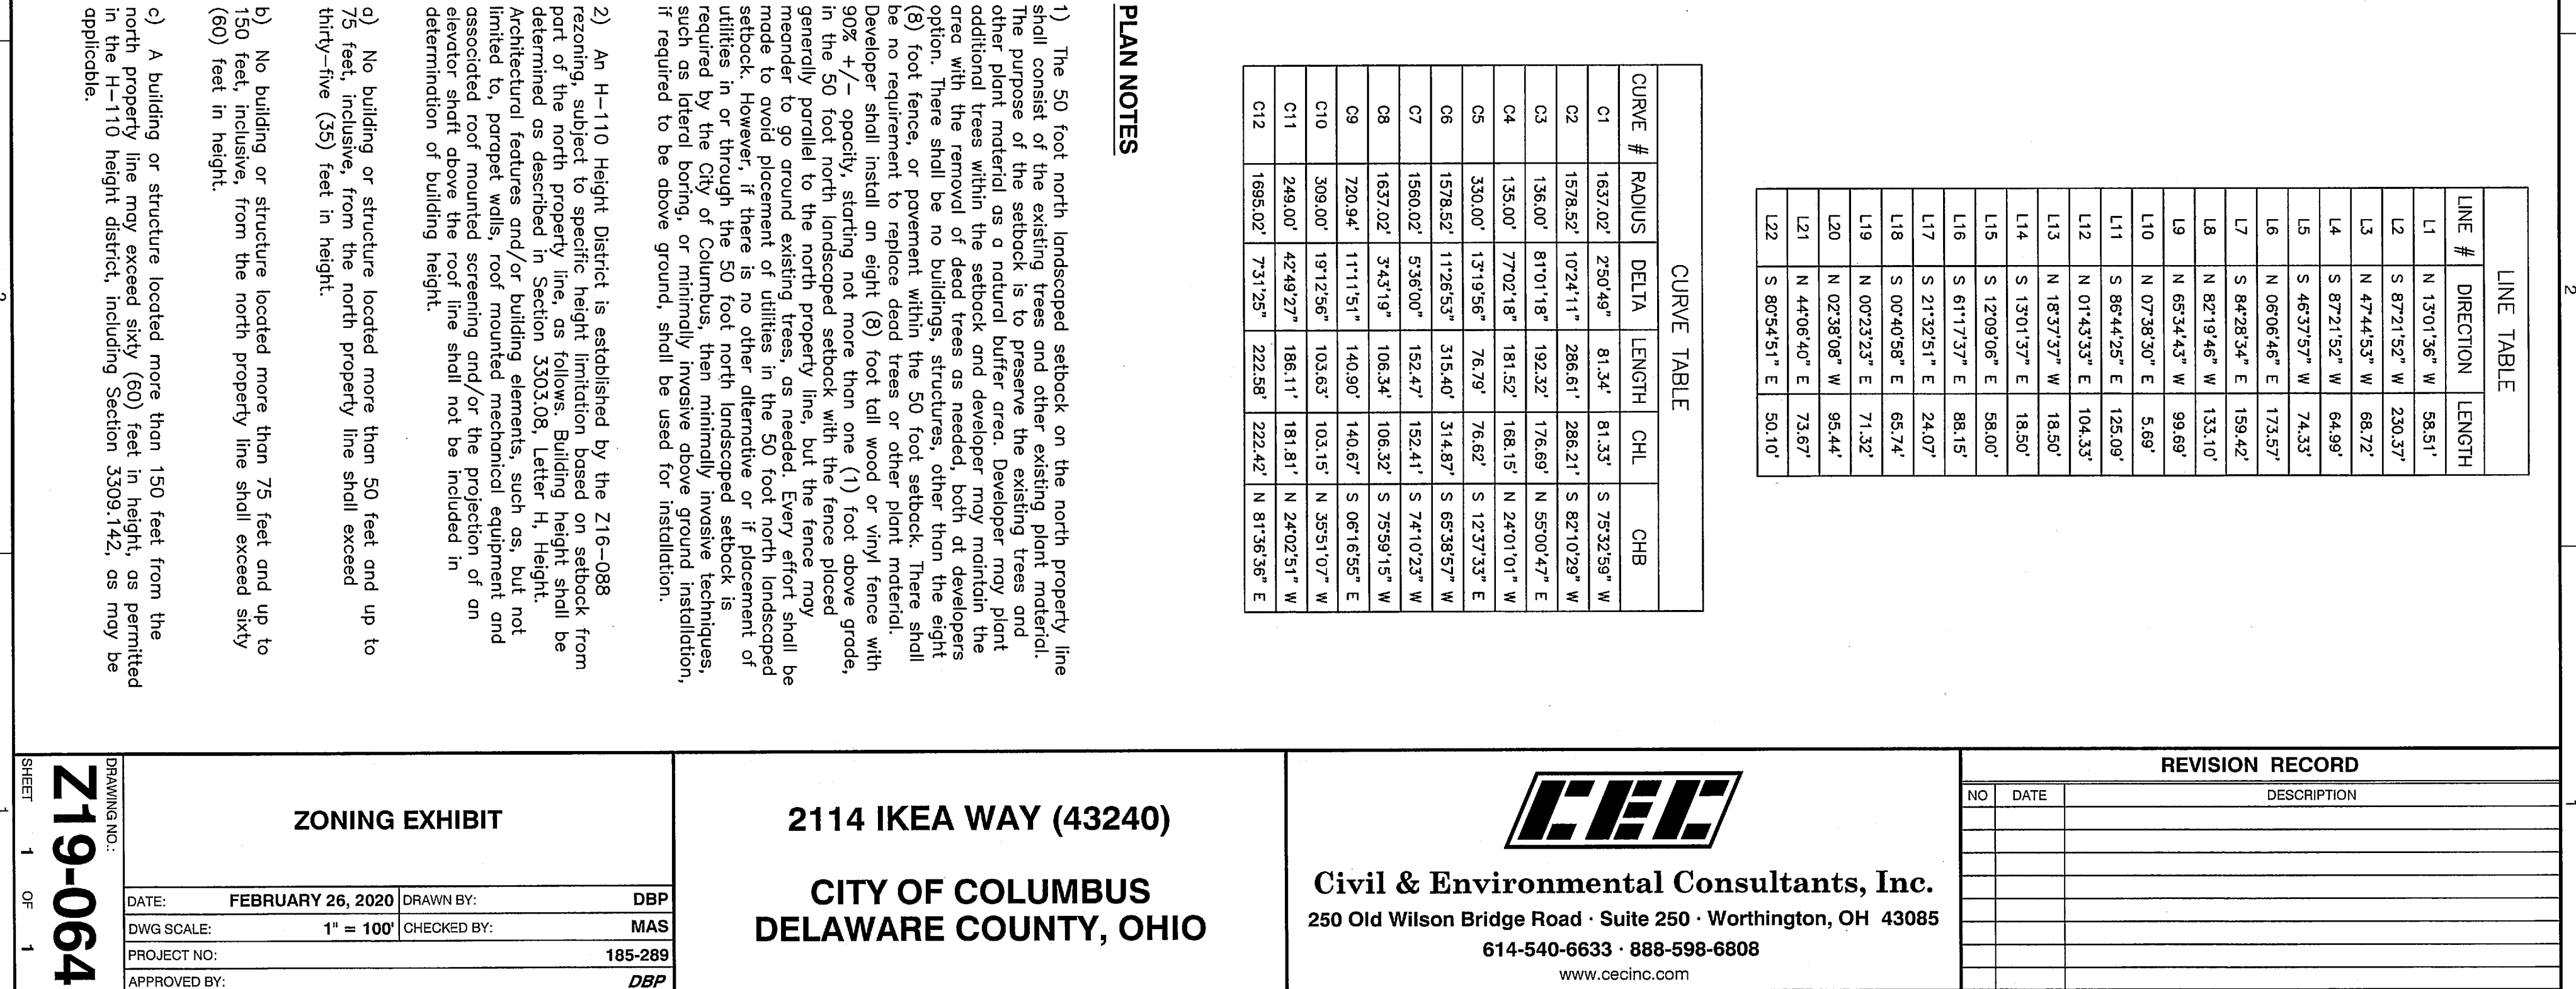 LINE TABLE
LINE # DIRECTION LENGTH
L1 N 13°01'36" W 58.51'
L2 S 87°21'52" W 230.37'
L3 N 47°44'53" W 68.72'
L4 S 87°21'52" W 64.99'
L5 S 46°37'57" W 74.33'
L6 N 06°06'46" E 173.57'
L7 S 84°28'34" E 159.42'
L8 N 82°19'46" W 133.10'
L9 N 65°34'43" W 99.69'
L10 N 07°38'30" E 5.69'
L11 S 86°44'25" E 125.09'
L12 N 01°43'33" E 104.33'
L13 N 18°37'37" W 18.50'
L14 S 13°01'37" E 18.50'
L15 S 12°09'06" E 58.00'
L16 S 61°17'37" E 88.15'
L17 S 21°32'51" E 24.07'
L18 S 00°40'58" E 65.74'
L19 N 00°23'23" E 71.32'
L20 N 02°38'08" W 95.44'
L21 N 44°06'40" E 73.67'
L22 S 80°54'51" E 50.10'
CURVE TABLE
CURVE # RADIUS DELTA LENGTH CHL CHB
C1 1637.02' 2°50'49" 81.34' 81.33' S 75°32'59" W
C2 1578.52' 10°24'11" 286.61' 286.21' S 82°10'29" W
C3 136.00' 81°01'18" 192.32' 176.69' N 55°00'47" E
C4 135.00' 77°02'18" 181.52' 168.15' N 24°01'01" W
C5 330.00' 13°19'56" 76.79' 76.62' S 12°37'33" E
C6 1578.52' 11°26'53" 315.40' 314.87' S 65°38'57" W
C7 1560.02' 5°36'00" 152.47' 152.41' S 74°10'23" W
C8 1637.02' 3°43'19" 106.34' 106.32' S 75°59'15" W
C9 720.94' 11°11'51" 140.90' 140.67' S 06°16'55" E
C10 309.00' 19°12'56" 103.63' 103.15' N 35°51'07" W
C11 249.00' 42°49'27" 186.11' 181.81' N 24°02'51" W
C12 1695.02' 7°31'25" 222.58' 222.42' N 81°36'36" E
PLAN NOTES
1) The 50 foot north landscaped setback on the north property line
shall consist of the existing trees and other existing plant material.
The purpose of the setback is to preserve the existing trees and
other plant material as a natural buffer area. Developer may plant
additional trees within the setback and developer may maintain the
area with the removal of dead trees as needed, both at developers
option. There shall be no buildings, structures, other than the eight
(8) foot fence, or pavement within the 50 foot setback. There shall
be no requirement to replace dead trees or other plant material.
Developer shall install an eight (8) foot tall wood or vinyl fence with
90% +/- opacity, starting not more than one (1) foot above grade,
in the 50 foot north landscaped setback with the fence placed
generally parallel to the north property line, but the fence may
meander to go around existing trees, as needed. Every effort shall be
made to avoid placement of utilities in the 50 foot north landscaped
setback. However, if there is no other alternative or if placement of
utilities in or through the 50 foot north landscaped setback is
required by the City of Columbus, then minimally invasive techniques,
such as lateral boring, or minimally invasive above ground installation,
if required to be above ground, shall be used for installation.
2) An H-110 Height District is established by the Z16-088
rezoning, subject to specific height limitation based on setback from
part of the north property line, as follows. Building height shall be
determined as described in Section 3303.08, Letter H, Height.
Architectural features and/or building elements, such as, but not
limited to, parapet walls, roof mounted mechanical equipment and
associated roof mounted screening and/or the projection of an
elevator shaft above the roof line shall not be included in
determination of building height.
a) No building or structure located more than 50 feet and up to
75 feet, inclusive, from the north property line shall exceed
thirty-five (35) feet in height.
b) No building or structure located more than 75 feet and up to
150 feet, inclusive, from the north property line shall exceed sixty
(60) feet in height.
c) A building or structure located more than 150 feet from the
north property line may exceed sixty (60) feet in height, as permitted
in the H-110 height district, including Section 3309.142, as may be
applicable.
2
2
1
1
DRAWING NO.:
Z19-064
SHEET 1 OF 1
ZONING EXHIBIT
DATE: FEBRUARY 26, 2020 DRAWN BY: DBP
DWG SCALE: 1" = 100' CHECKED BY: MAS
PROJECT NO: 185-289
APPROVED BY: DBP
2114 IKEA WAY (43240)
CITY OF COLUMBUS
DELAWARE COUNTY, OHIO
CEC
Civil & Environmental Consultants, Inc.
250 Old Wilson Bridge Road · Suite 250 · Worthington, OH 43085
614-540-6633 · 888-598-6808
www.cecinc.com
REVISION RECORD
NO DATE DESCRIPTION